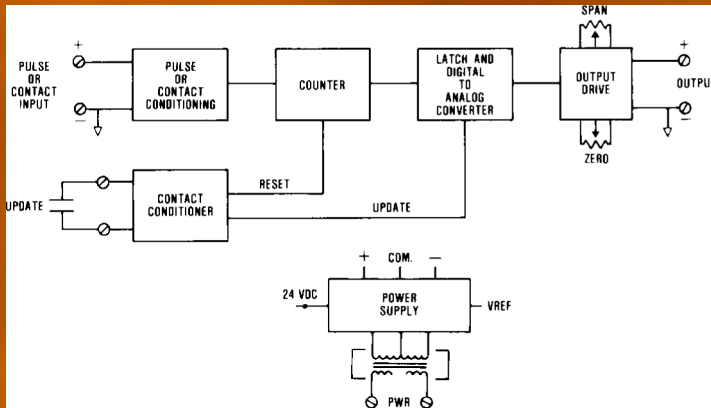 SPAN
+
PULSE
OR
CONTACT
INPUT
−
PULSE
OR
CONTACT
CONDITIONING
COUNTER
LATCH AND
DIGITAL
TO
ANALOG
CONVERTER
OUTPUT
DRIVE
+
OUTPUT
−
ZERO
RESET
UPDATE
CONTACT
CONDITIONER
UPDATE
+ COM. −
24 VDC
POWER
SUPPLY
VREF
PWR